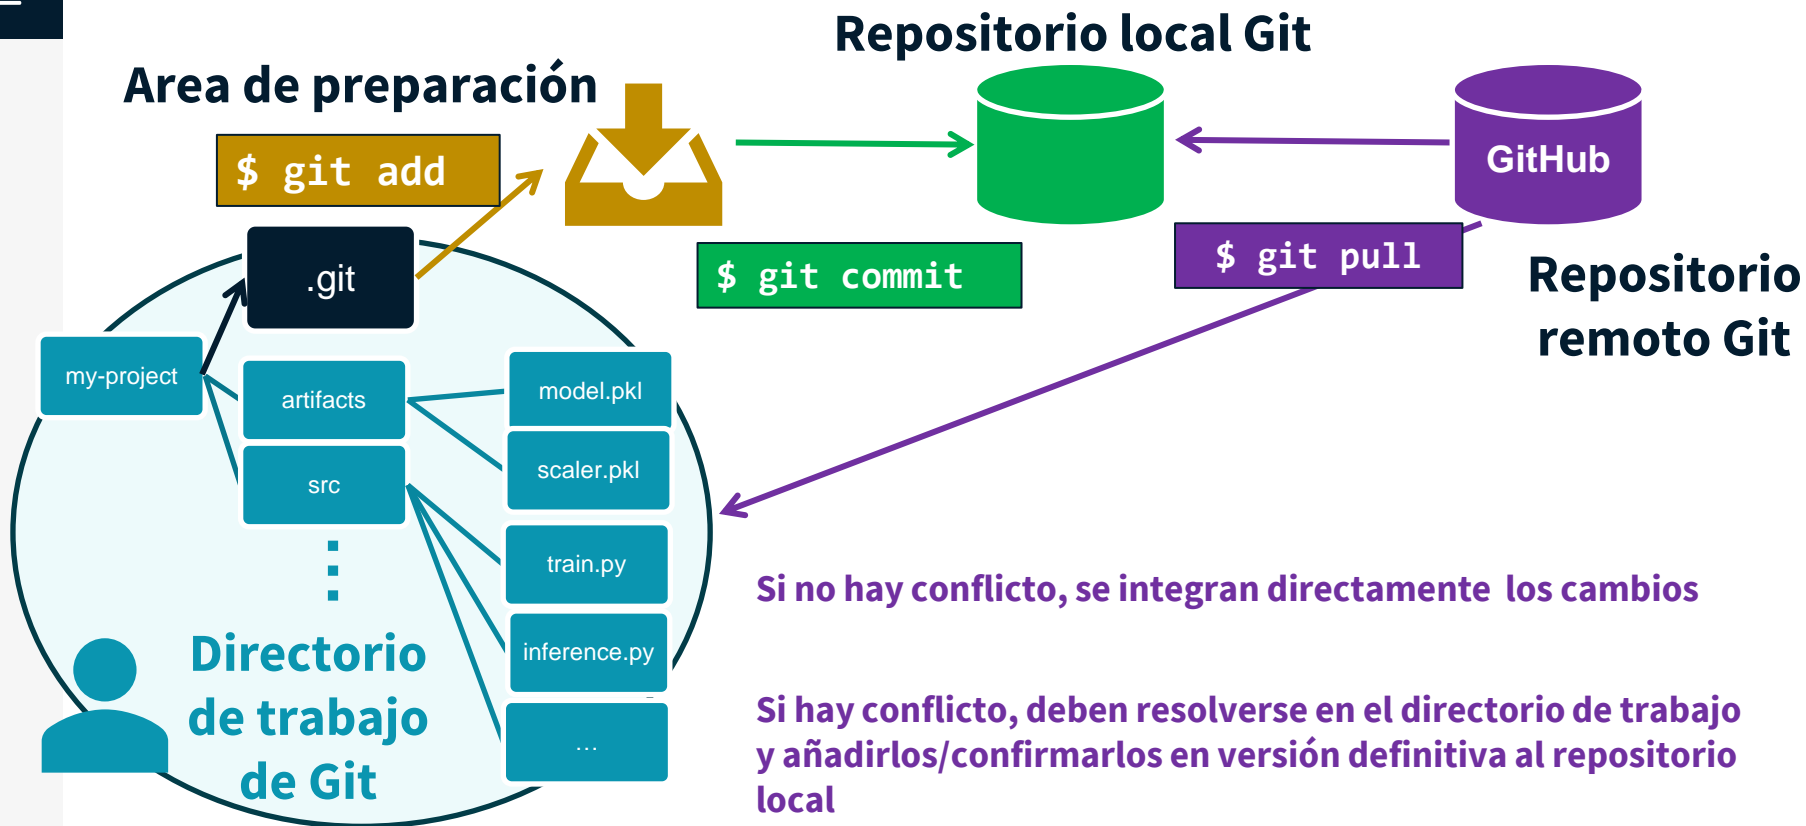 Repositorio local Git
Area de preparación
$ git add
GitHub
.git
$ git commit
$ git pull
Repositorio
remoto Git
my-project
artifacts
model.pkl
scaler.pkl
src
train.py
inference.py
...
Directorio
de trabajo
de Git
Si no hay conflicto, se integran directamente  los cambios
Si hay conflicto, deben resolverse en el directorio de trabajo
y añadirlos/confirmarlos en versión definitiva al repositorio
local